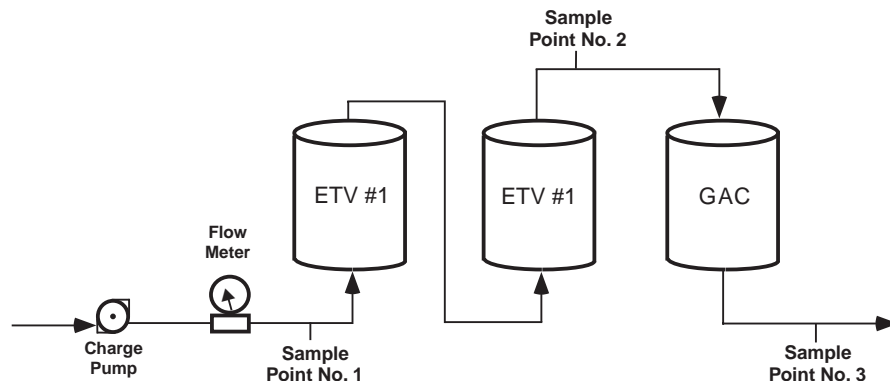 Sample
Point No. 2
ETV #1
ETV #1
GAC
Flow
Meter
Charge
Pump
Sample
Point No. 1
Sample
Point No. 3